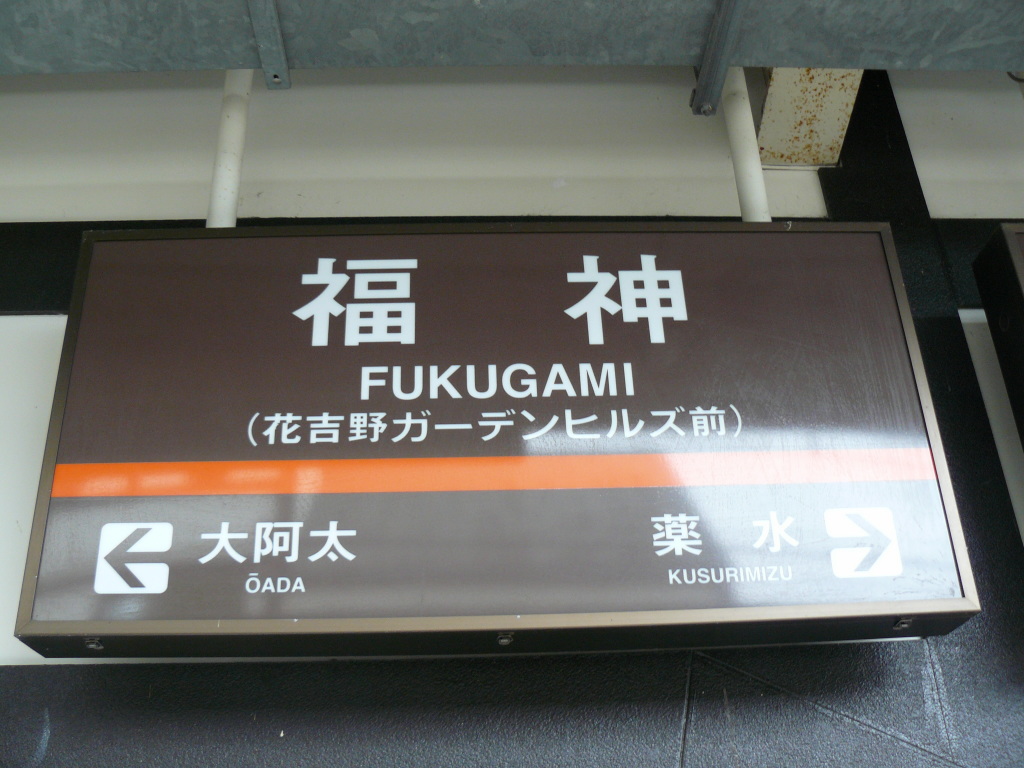 福 神
FUKUGAMI
(花吉野ガーデンヒルズ前)
大阿太
ŌADA
薬 水
KUSURIMIZU